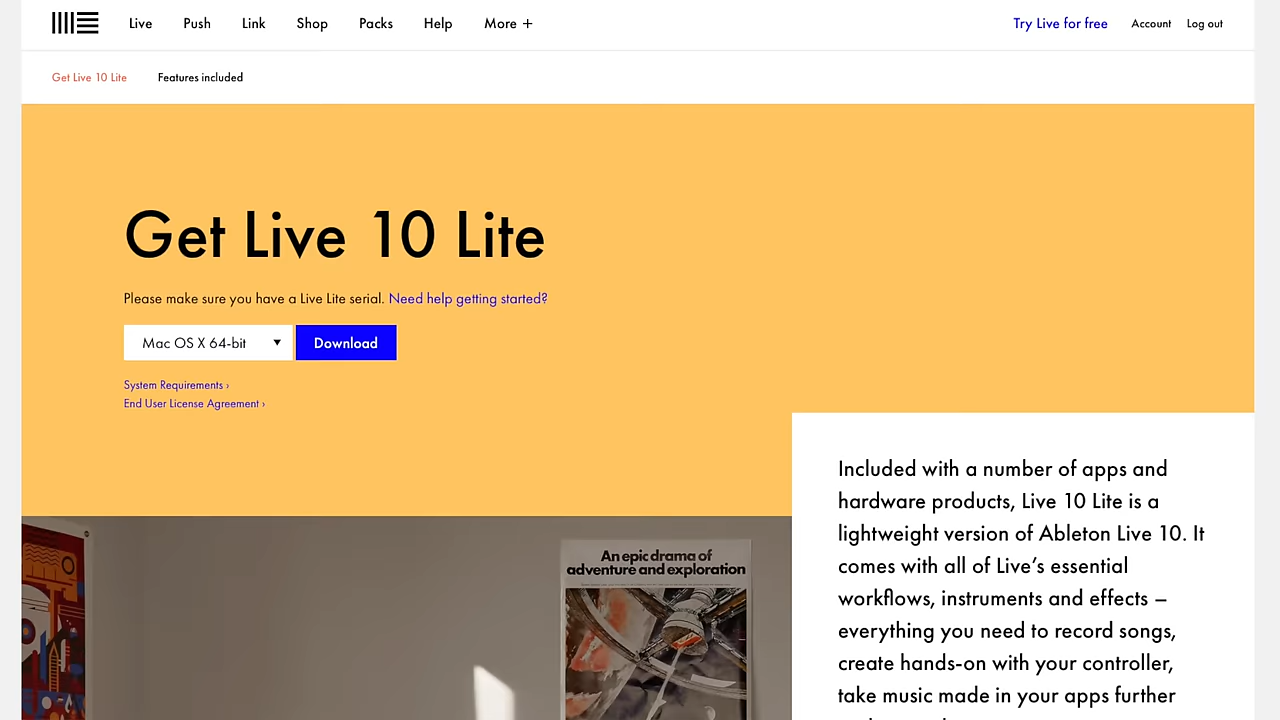 Live Push Link Shop Packs Help More + Try Live for free Account Log out
Get Live 10 Lite Features included
Get Live 10 Lite
Please make sure you have a Live Lite serial. Need help getting started?
Mac OS X 64-bit ▼ Download
System Requirements ›
End User License Agreement ›
Included with a number of apps and
hardware products, Live 10 Lite is a
lightweight version of Ableton Live 10. It
comes with all of Live’s essential
workflows, instruments and effects –
everything you need to record songs,
create hands-on with your controller,
take music made in your apps further
An epic drama of
adventure and exploration